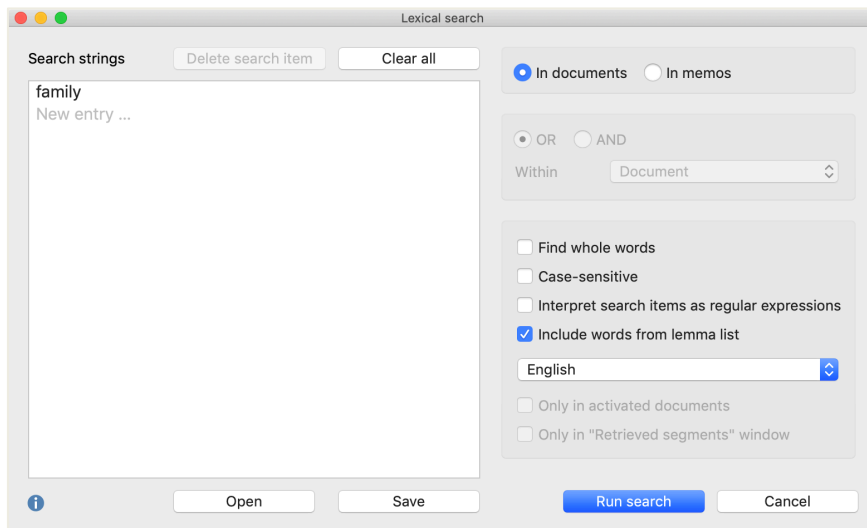 Lexical search
Search strings
Delete search item
Clear all
family
New entry ...
In documents
In memos
OR
AND
Within
Document
Find whole words
Case-sensitive
Interpret search items as regular expressions
Include words from lemma list
English
Only in activated documents
Only in "Retrieved segments" window
Open
Save
Run search
Cancel